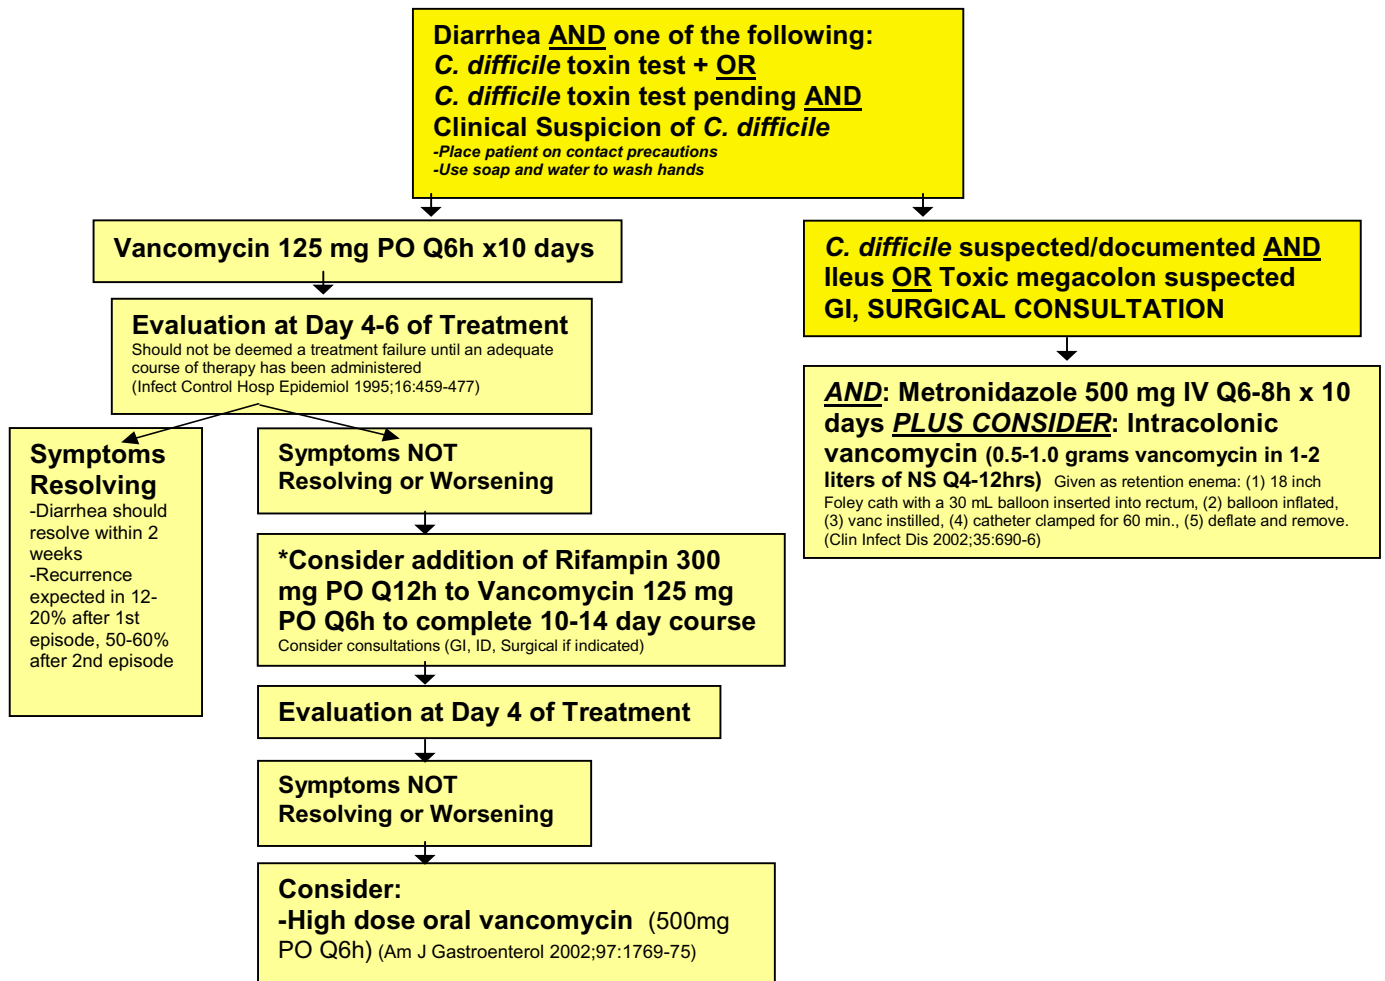 Diarrhea AND one of the following:
C. difficile toxin test + OR
C. difficile toxin test pending AND
Clinical Suspicion of C. difficile
-Place patient on contact precautions
-Use soap and water to wash hands
Vancomycin 125 mg PO Q6h x10 days
Evaluation at Day 4-6 of Treatment
Should not be deemed a treatment failure until an adequate
course of therapy has been administered
(Infect Control Hosp Epidemiol 1995;16:459-477)
Symptoms
Resolving
-Diarrhea should
resolve within 2
weeks
-Recurrence
expected in 12-
20% after 1st
episode, 50-60%
after 2nd episode
Symptoms NOT
Resolving or Worsening
*Consider addition of Rifampin 300
mg PO Q12h to Vancomycin 125 mg
PO Q6h to complete 10-14 day course
Consider consultations (GI, ID, Surgical if indicated)
Evaluation at Day 4 of Treatment
Symptoms NOT
Resolving or Worsening
Consider:
-High dose oral vancomycin (500mg
PO Q6h) (Am J Gastroenterol 2002;97:1769-75)
C. difficile suspected/documented AND
Ileus OR Toxic megacolon suspected
GI, SURGICAL CONSULTATION
AND: Metronidazole 500 mg IV Q6-8h x 10
days PLUS CONSIDER: Intracolonic
vancomycin (0.5-1.0 grams vancomycin in 1-2
liters of NS Q4-12hrs) Given as retention enema: (1) 18 inch
Foley cath with a 30 mL balloon inserted into rectum, (2) balloon inflated,
(3) vanc instilled, (4) catheter clamped for 60 min., (5) deflate and remove.
(Clin Infect Dis 2002;35:690-6)